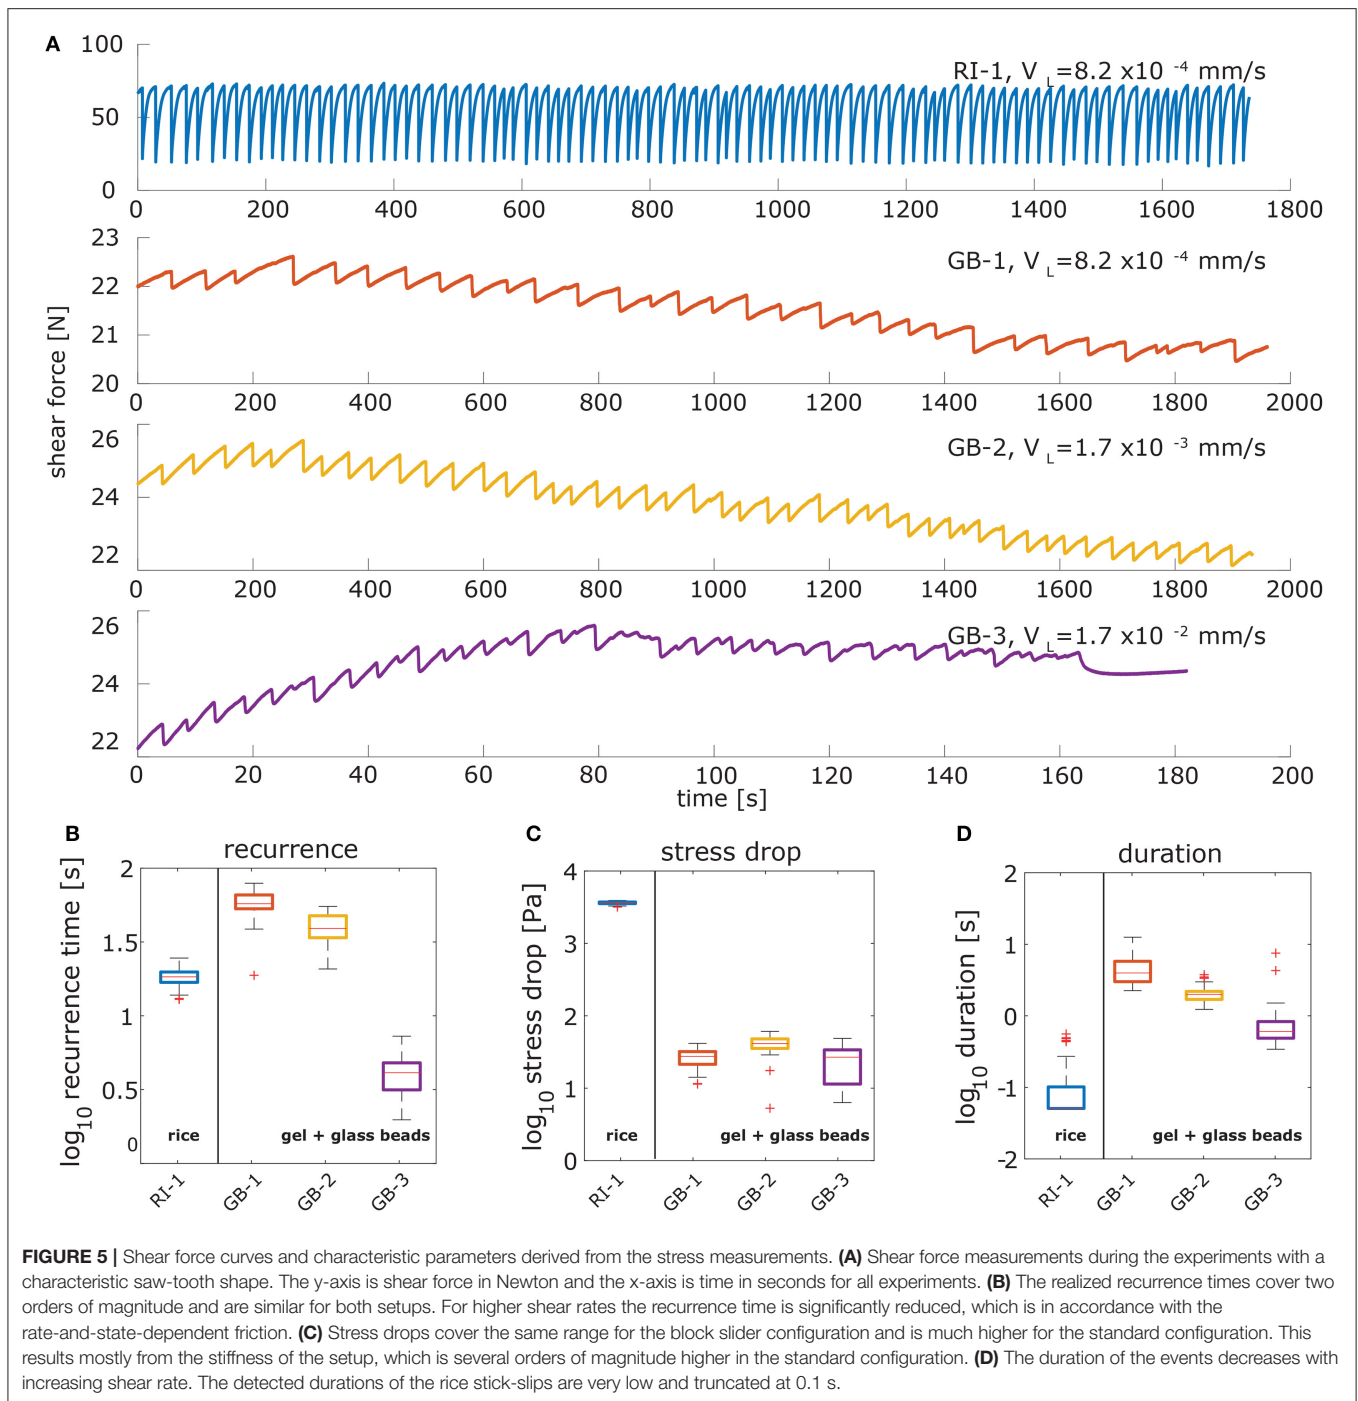 A
100
50
0
RI-1, V L=8.2 x10 -4 mm/s
0 200 400 600 800 1000 1200 1400 1600 1800
23
22
21
20
GB-1, V L=8.2 x10 -4 mm/s
0 200 400 600 800 1000 1200 1400 1600 1800 2000
shear force [N]
26
24
22
GB-2, V L=1.7 x10 -3 mm/s
0 200 400 600 800 1000 1200 1400 1600 1800 2000
26
24
22
GB-3, V L=1.7 x10 -2 mm/s
0 20 40 60 80 100 120 140 160 180 200
time [s]
B
recurrence
log10 recurrence time [s]
2
1.5
1
0.5
0
rice
gel + glass beads
RI-1 GB-1 GB-2 GB-3
C
stress drop
log10 stress drop [Pa]
4
3
2
1
0
rice
gel + glass beads
RI-1 GB-1 GB-2 GB-3
D
duration
log10 duration [s]
2
1
0
-1
-2
rice
gel + glass beads
RI-1 GB-1 GB-2 GB-3
FIGURE 5 | Shear force curves and characteristic parameters derived from the stress measurements. (A) Shear force measurements during the experiments with a
characteristic saw-tooth shape. The y-axis is shear force in Newton and the x-axis is time in seconds for all experiments. (B) The realized recurrence times cover two
orders of magnitude and are similar for both setups. For higher shear rates the recurrence time is significantly reduced, which is in accordance with the
rate-and-state-dependent friction. (C) Stress drops cover the same range for the block slider configuration and is much higher for the standard configuration. This
results mostly from the stiffness of the setup, which is several orders of magnitude higher in the standard configuration. (D) The duration of the events decreases with
increasing shear rate. The detected durations of the rice stick-slips are very low and truncated at 0.1 s.